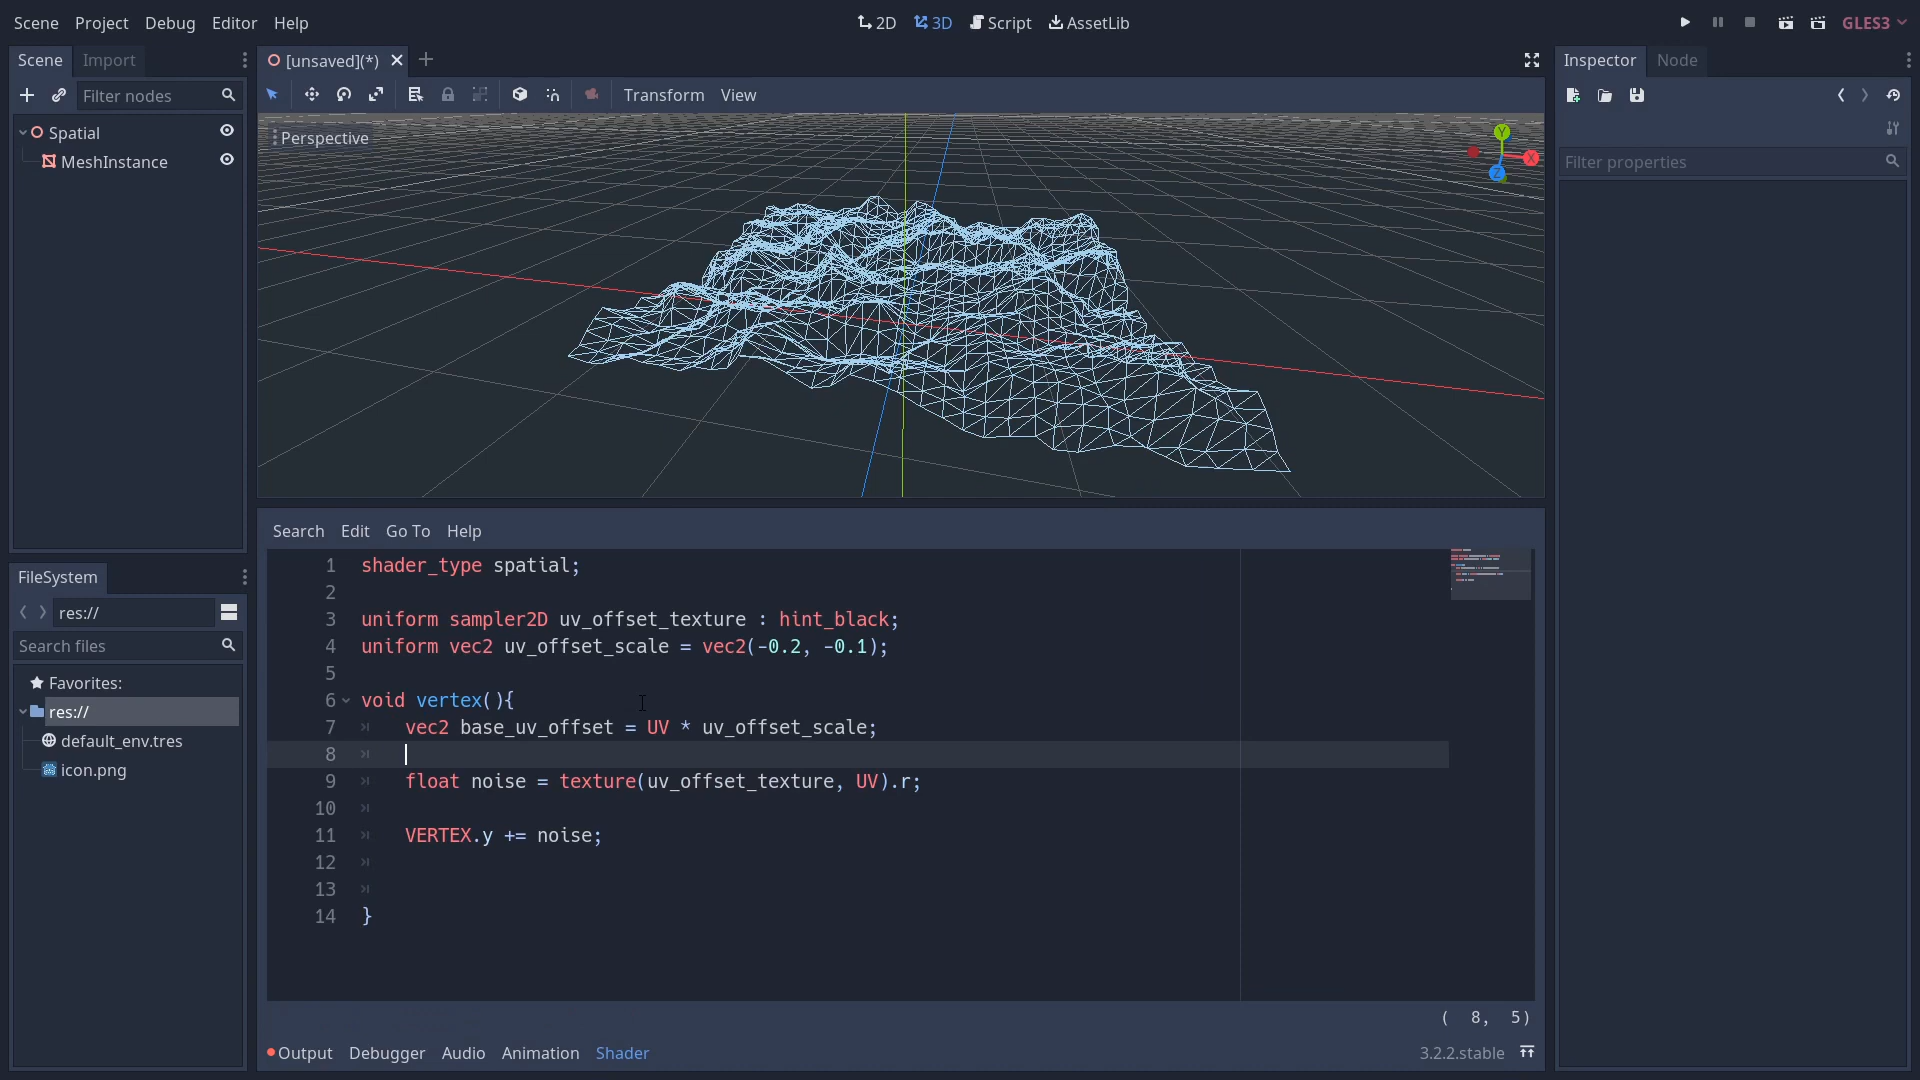 Scene Project Debug Editor Help
2D 3D Script AssetLib
GLES3
Scene Import
Filter nodes
Spatial
MeshInstance
FileSystem
res://
Search files
Favorites:
res://
default_env.tres
icon.png
[unsaved](*)
Transform View
Perspective
Y
X
Z
Search Edit Go To Help
1 shader_type spatial;
2
3 uniform sampler2D uv_offset_texture : hint_black;
4 uniform vec2 uv_offset_scale = vec2(-0.2, -0.1);
5
6 void vertex(){
7 vec2 base_uv_offset = UV * uv_offset_scale;
8
9 float noise = texture(uv_offset_texture, UV).r;
10
11 VERTEX.y += noise;
12
13
14 }
( 8, 5)
Output Debugger Audio Animation Shader
3.2.2.stable
Inspector Node
Filter properties